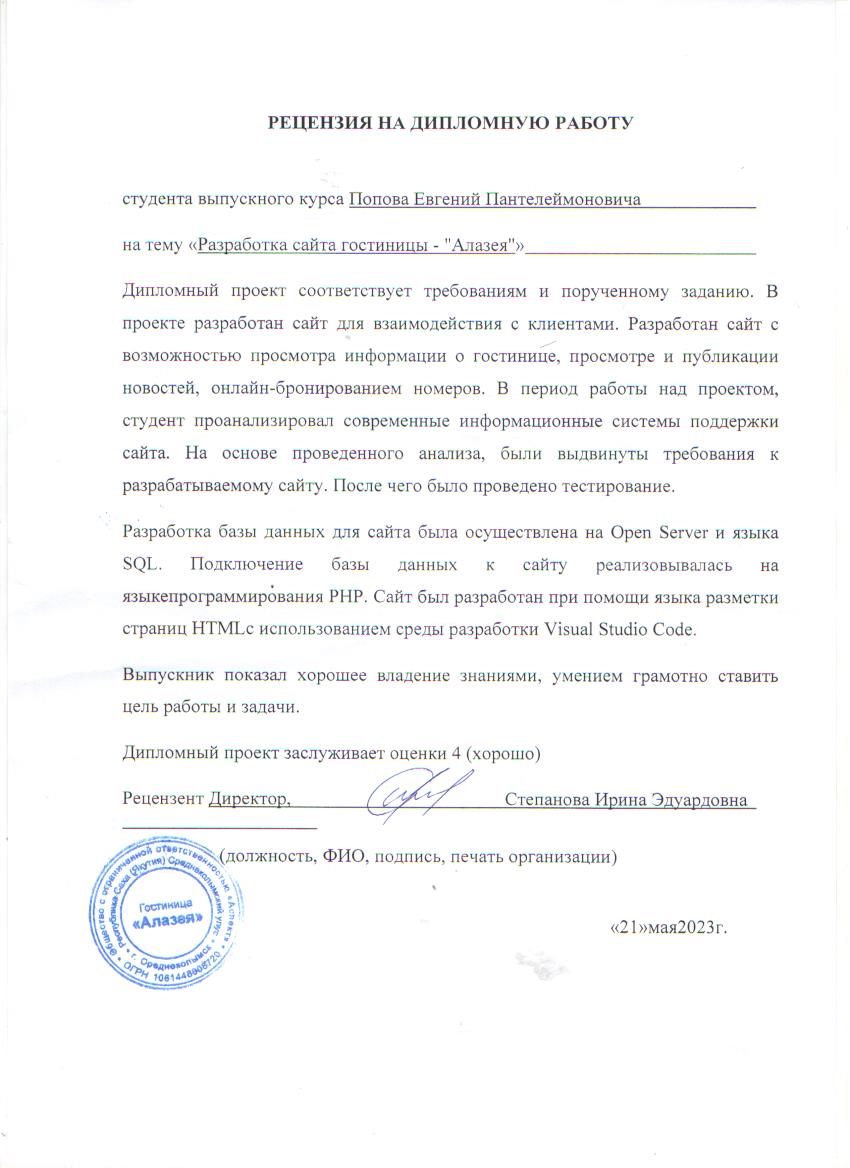 РЕЦЕНЗИЯ НА ДИПЛОМНУЮ РАБОТУ
студента выпускного курса Попова Евгений Пантелеймоновича
на тему «Разработка сайта гостиницы - "Алазея"»
Дипломный проект соответствует требованиям и порученному заданию. В
проекте разработан сайт для взаимодействия с клиентами. Разработан сайт с
возможностью просмотра информации о гостинице, просмотре и публикации
новостей, онлайн-бронированием номеров. В период работы над проектом,
студент проанализировал современные информационные системы поддержки
сайта. На основе проведенного анализа, были выдвинуты требования к
разрабатываемому сайту. После чего было проведено тестирование.
Разработка базы данных для сайта была осуществлена на Open Server и языка
SQL. Подключение базы данных к сайту реализовывалась на
языкепрограммирования PHP. Сайт был разработан при помощи языка разметки
страниц HTMLс использованием среды разработки Visual Studio Code.
Выпускник показал хорошее владение знаниями, умением грамотно ставить
цель работы и задачи.
Дипломный проект заслуживает оценки 4 (хорошо)
Рецензент Директор, Степанова Ирина Эдуардовна
(должность, ФИО, подпись, печать организации)
Общество с ограниченной ответственностью «Аспект»
ОГРН 1061446006720
Республика Саха (Якутия) Среднеколымский улус
г. Среднеколымск
Гостиница
«Алазея»
«21»мая2023г.